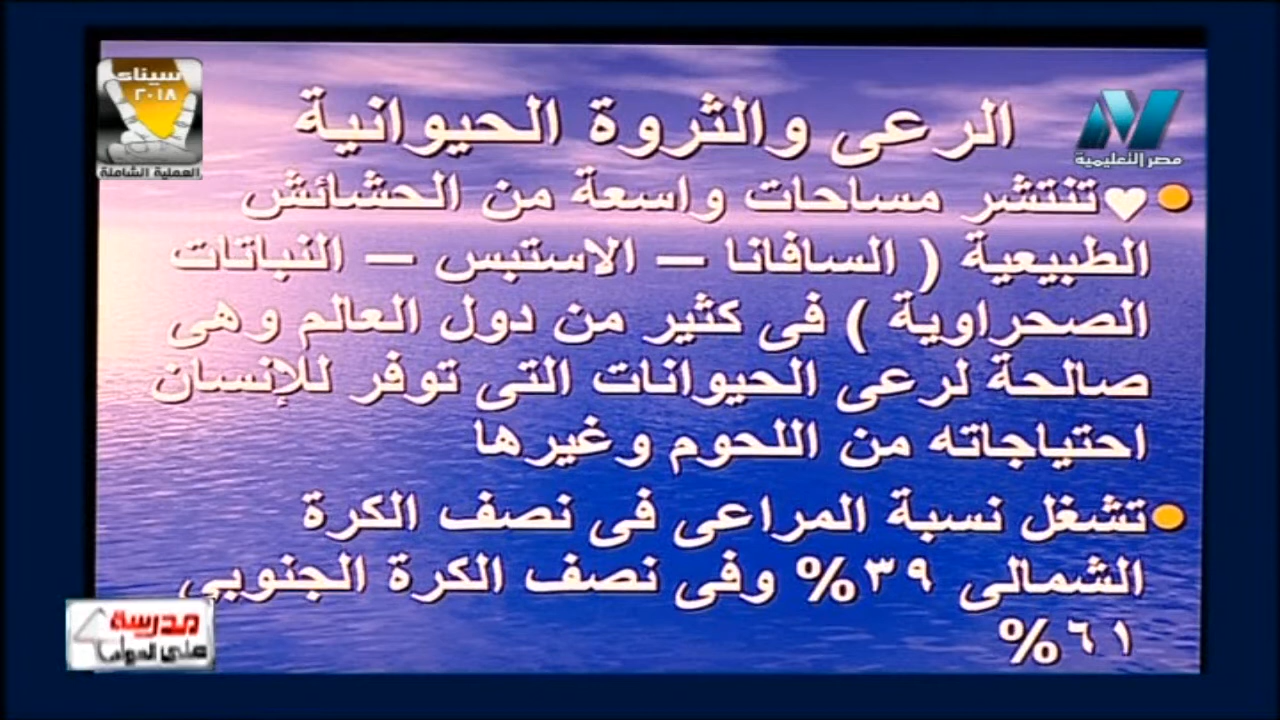 سيناء
٢٠١٨
العملية الشاملة
مصر التعليمية
الرعى والثروة الحيوانية
تنتشر مساحات واسعة من الحشائش
الطبيعية ( السافانا – الاستبس – النباتات
الصحراوية ) فى كثير من دول العالم وهى
صالحة لرعى الحيوانات التى توفر للإنسان
احتياجاته من اللحوم وغيرها
تشغل نسبة المراعى فى نصف الكرة
الشمالى ٣٩% وفى نصف الكرة الجنوبى
٦١%
مدرسة
على الهواء